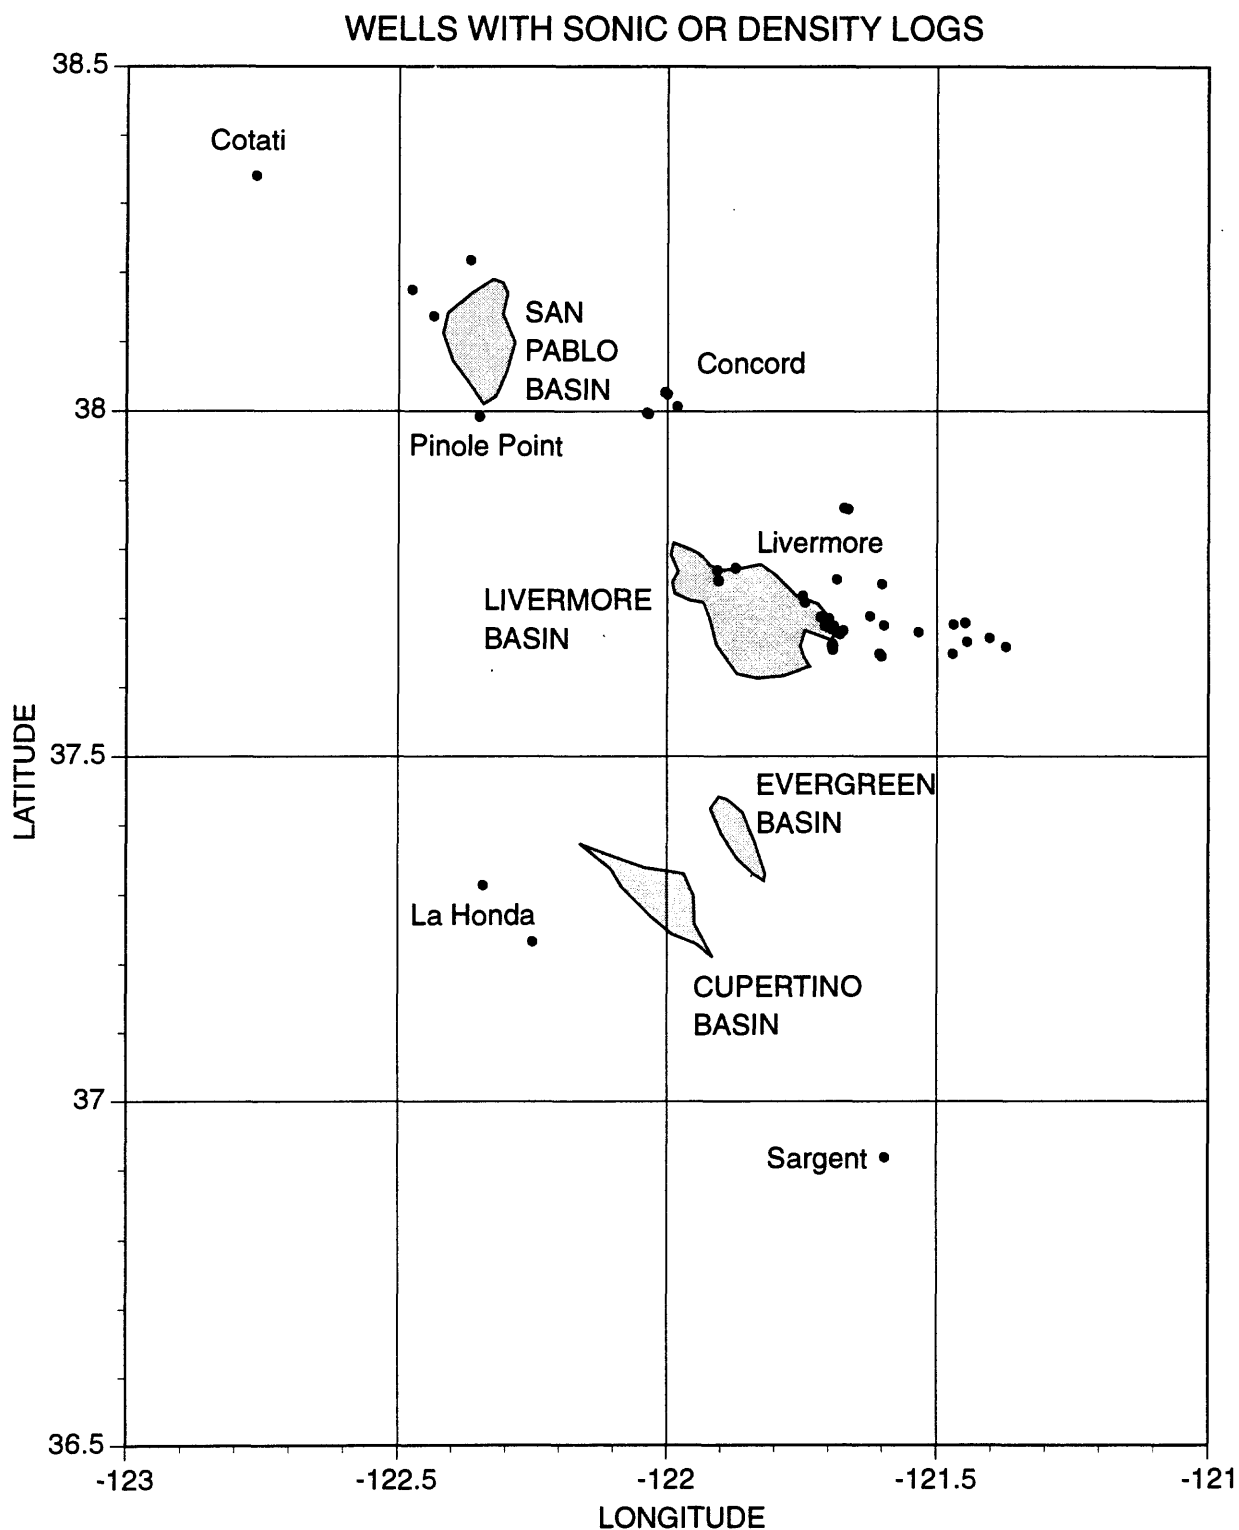 WELLS WITH SONIC OR DENSITY LOGS
38.5
Cotati
SAN
PABLO
BASIN
Concord
38
Pinole Point
Livermore
LIVERMORE
BASIN
LATITUDE
37.5
EVERGREEN
BASIN
La Honda
CUPERTINO
BASIN
37
Sargent
36.5
-123
-122.5
-122
-121.5
-121
LONGITUDE